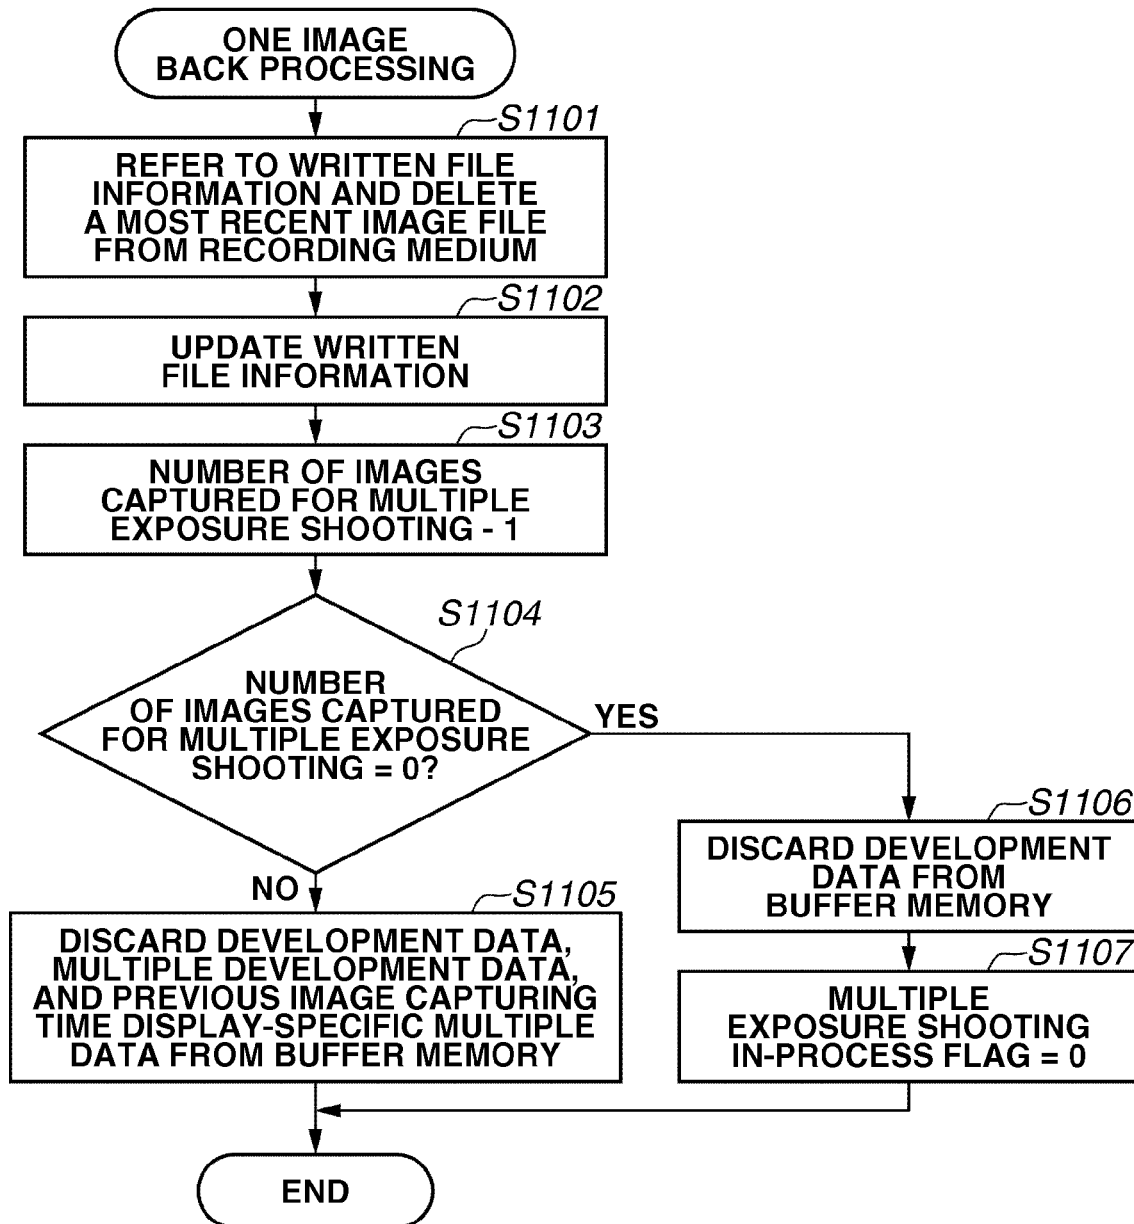 ONE IMAGE
BACK PROCESSING
S1101
REFER TO WRITTEN FILE
INFORMATION AND DELETE
A MOST RECENT IMAGE FILE
FROM RECORDING MEDIUM
S1102
UPDATE WRITTEN
FILE INFORMATION
S1103
NUMBER OF IMAGES
CAPTURED FOR MULTIPLE
EXPOSURE SHOOTING - 1
S1104
NUMBER
OF IMAGES CAPTURED
FOR MULTIPLE EXPOSURE
SHOOTING = 0?
YES
NO
S1105
DISCARD DEVELOPMENT DATA,
MULTIPLE DEVELOPMENT DATA,
AND PREVIOUS IMAGE CAPTURING
TIME DISPLAY-SPECIFIC MULTIPLE
DATA FROM BUFFER MEMORY
S1106
DISCARD DEVELOPMENT
DATA FROM
BUFFER MEMORY
S1107
MULTIPLE
EXPOSURE SHOOTING
IN-PROCESS FLAG = 0
END